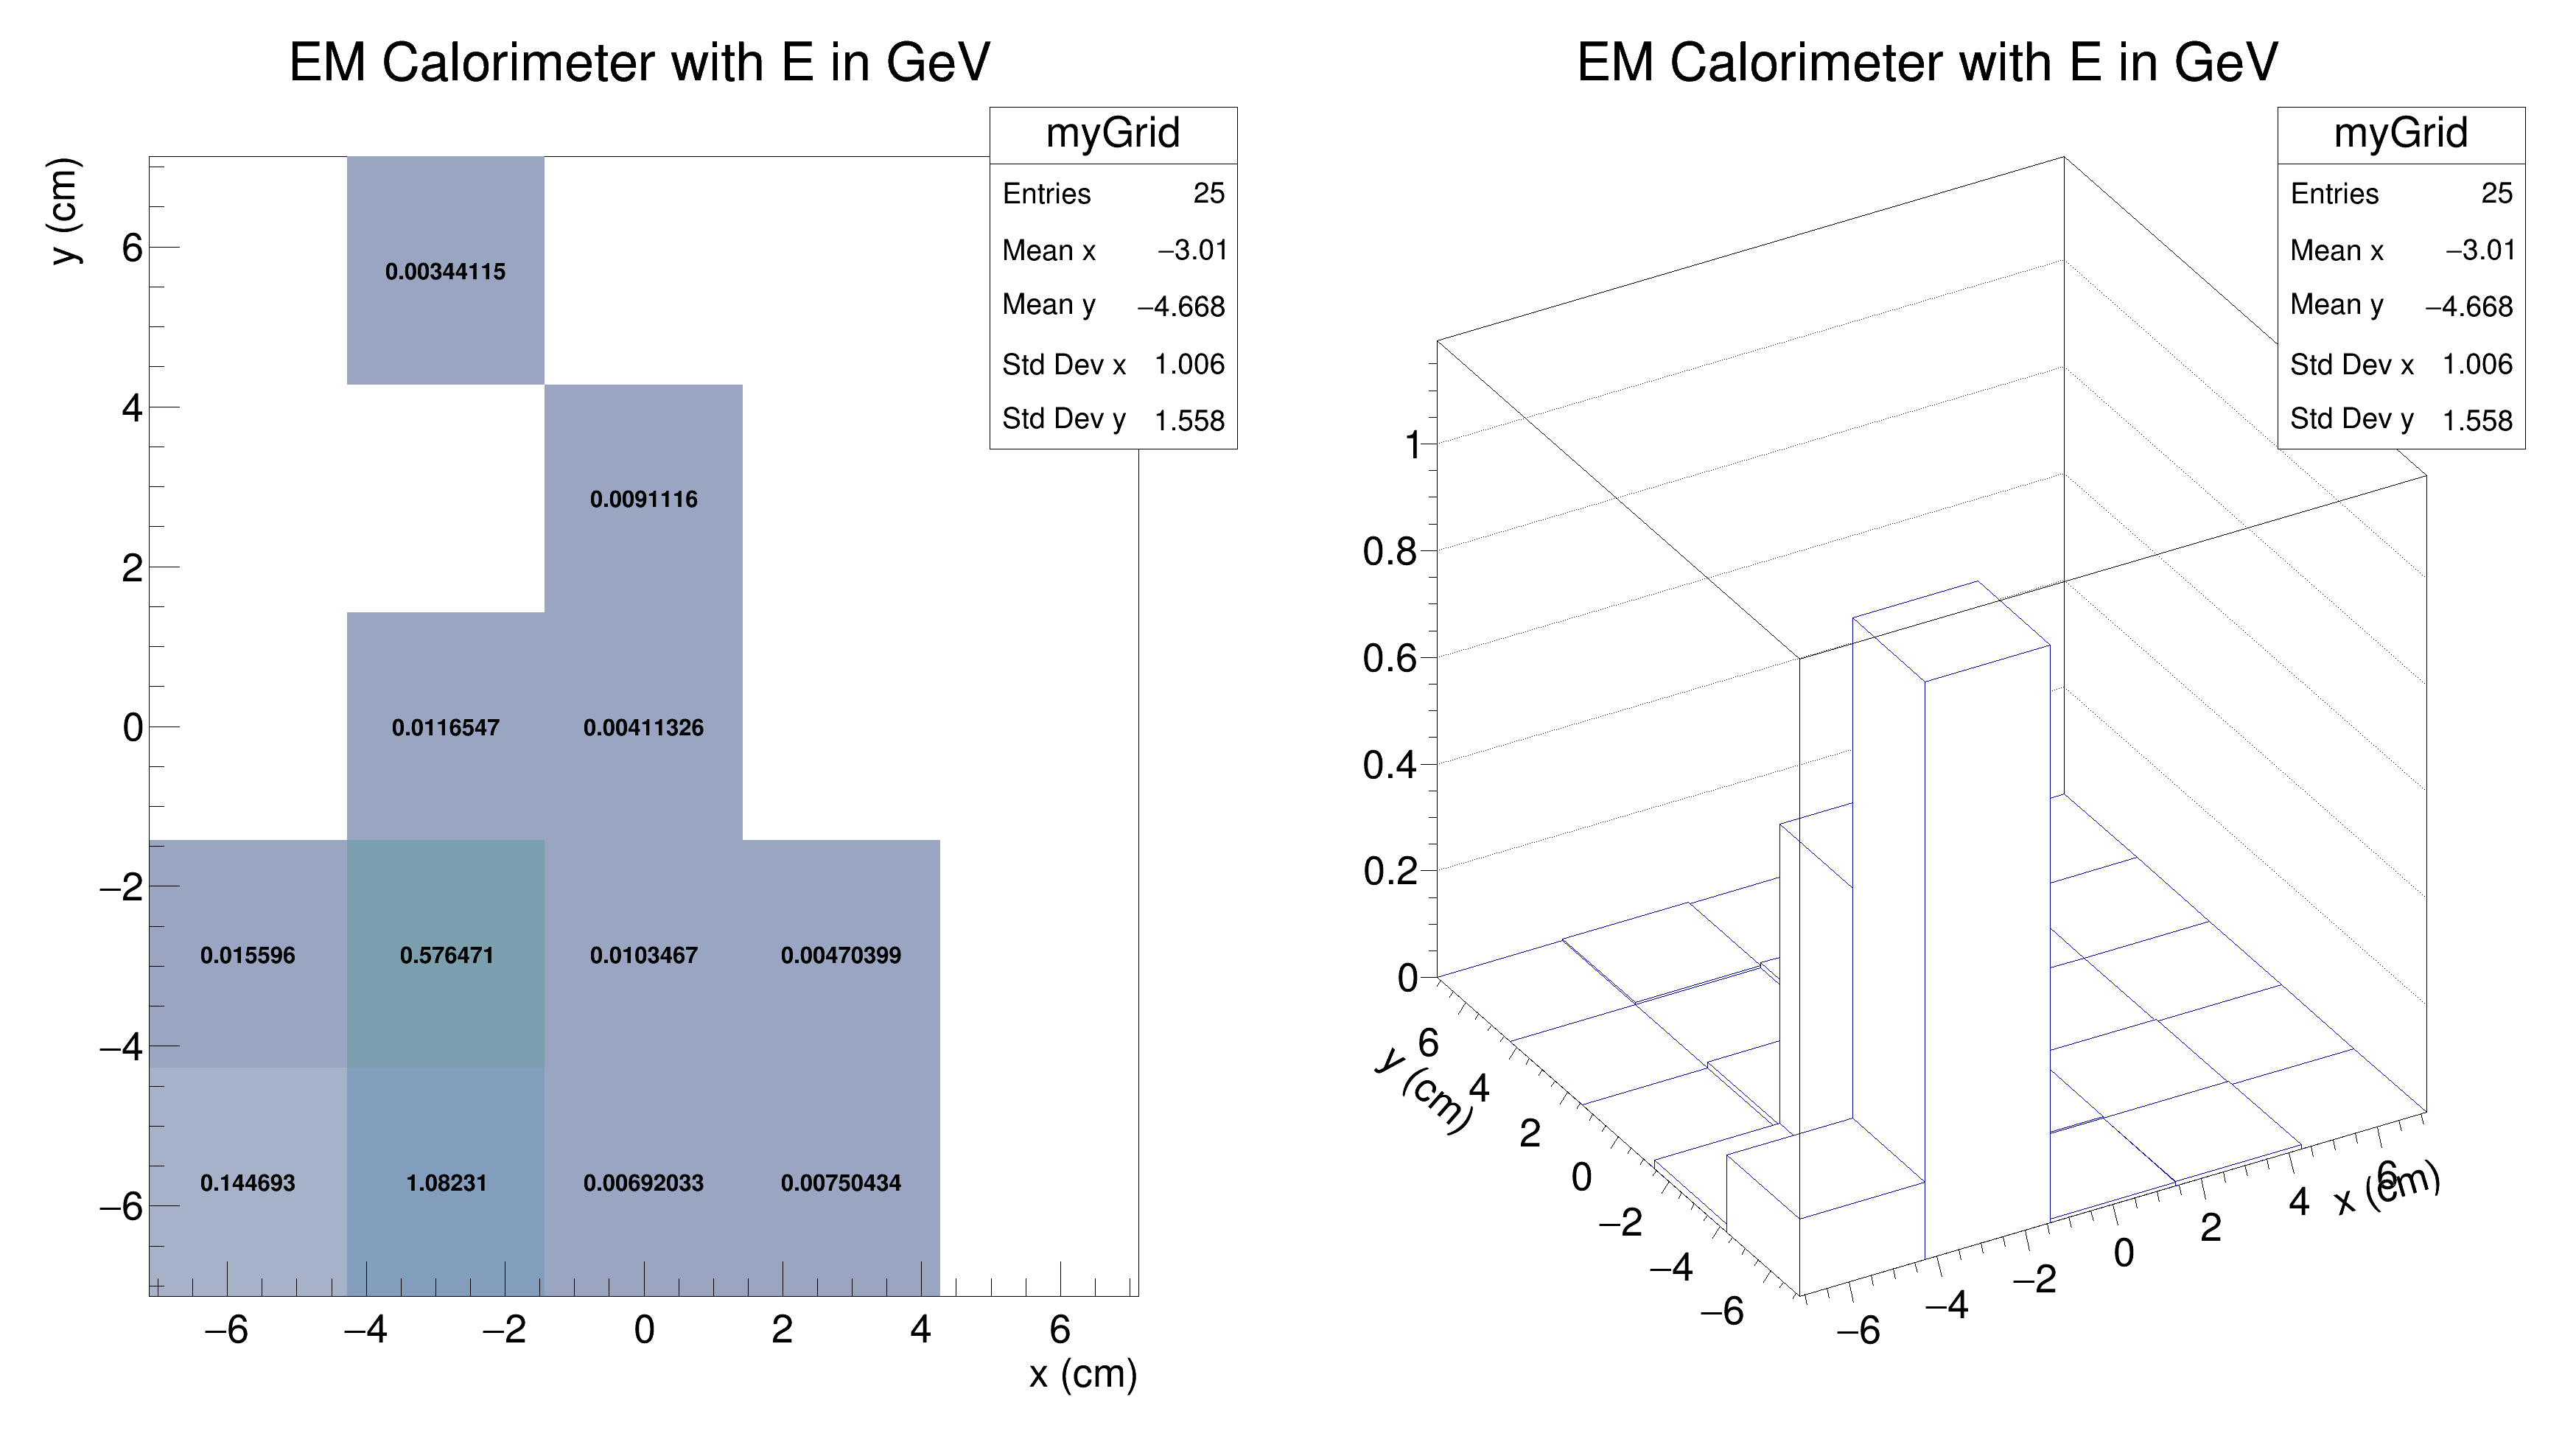 EM Calorimeter with E in GeV
myGrid
Entries 25
Mean x −3.01
Mean y −4.668
Std Dev x 1.006
Std Dev y 1.558
y (cm)
6
4
2
0
−2
−4
−6
0.00344115
0.0091116
0.0116547 0.00411326
0.015596 0.576471 0.0103467 0.00470399
0.144693 1.08231 0.00692033 0.00750434
−6 −4 −2 0 2 4 6
x (cm)
EM Calorimeter with E in GeV
myGrid
Entries 25
Mean x −3.01
Mean y −4.668
Std Dev x 1.006
Std Dev y 1.558
1
0.8
0.6
0.4
0.2
0
6
4
2
0
−2
−4
−6
y (cm)
−6
−4
−2
0
2
4
6
x (cm)